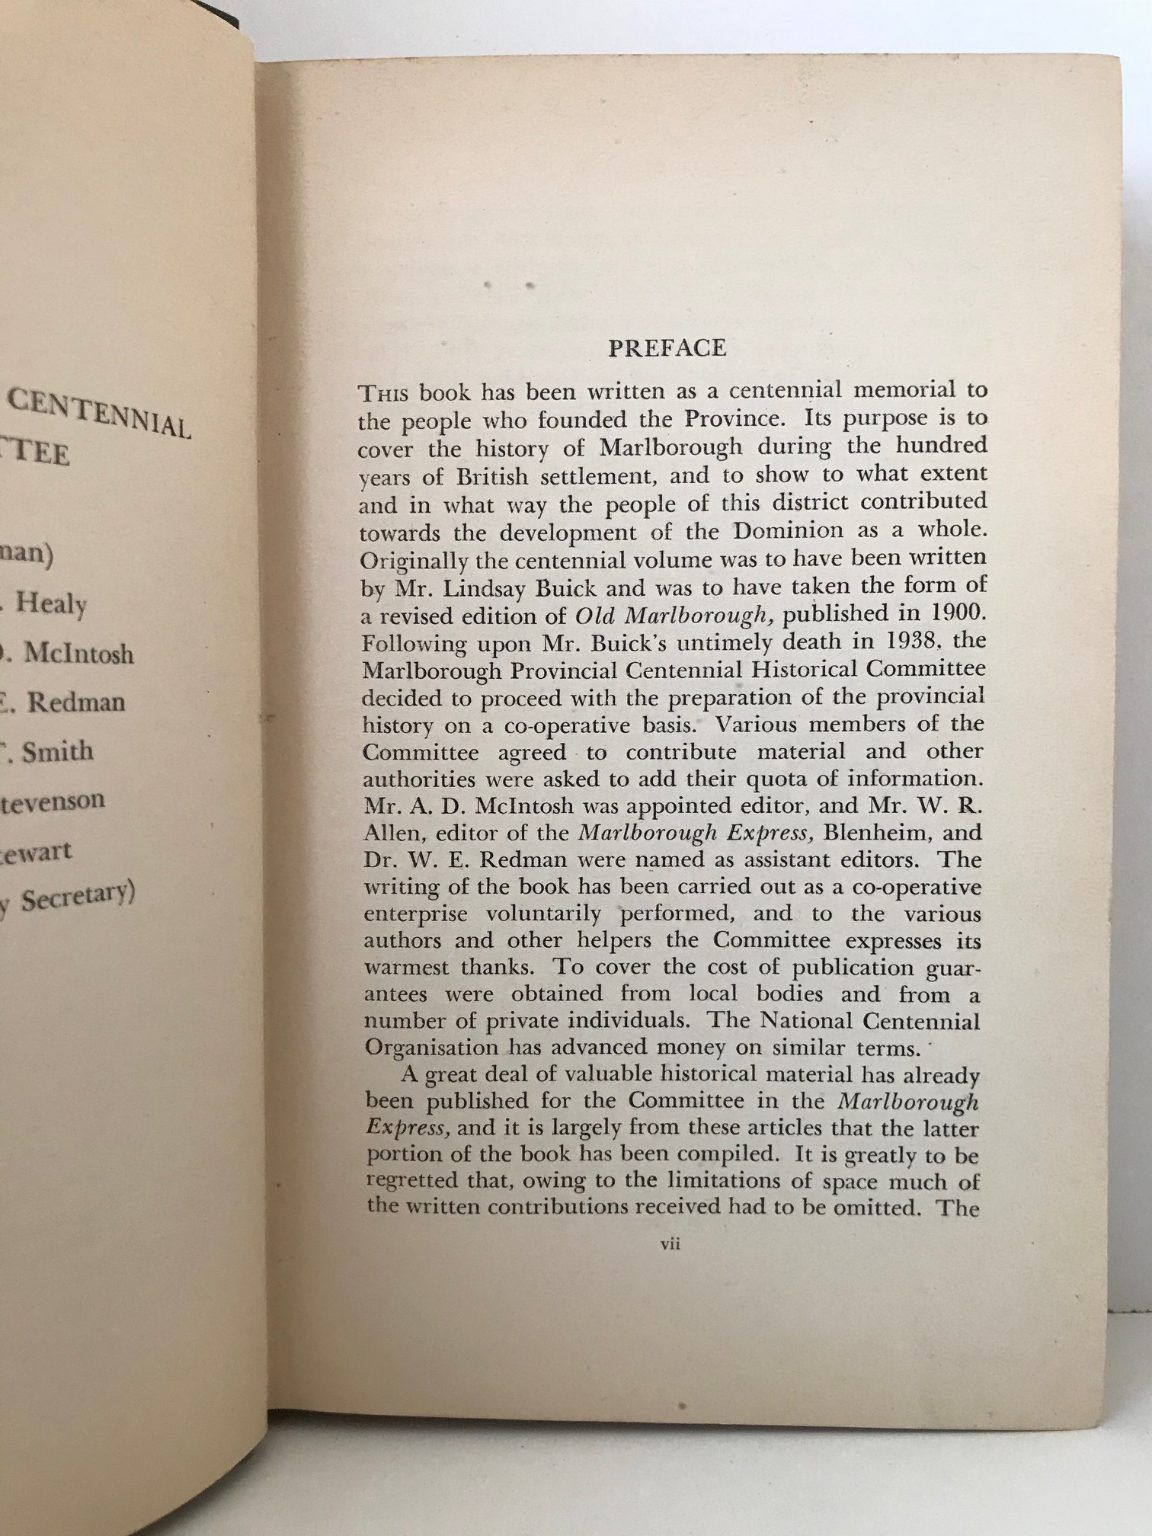 CENTENNIAL
TTEE
man)
. Healy
D. McIntosh
E. Redman
T. Smith
tevenson
tewart
y Secretary)
PREFACE
THIS book has been written as a centennial memorial to
the people who founded the Province. Its purpose is to
cover the history of Marlborough during the hundred
years of British settlement, and to show to what extent
and in what way the people of this district contributed
towards the development of the Dominion as a whole.
Originally the centennial volume was to have been written
by Mr. Lindsay Buick and was to have taken the form of
a revised edition of Old Marlborough, published in 1900.
Following upon Mr. Buick's untimely death in 1938, the
Marlborough Provincial Centennial Historical Committee
decided to proceed with the preparation of the provincial
history on a co-operative basis. Various members of the
Committee agreed to contribute material and other
authorities were asked to add their quota of information.
Mr. A. D. McIntosh was appointed editor, and Mr. W. R.
Allen, editor of the Marlborough Express, Blenheim, and
Dr. W. E. Redman were named as assistant editors. The
writing of the book has been carried out as a co-operative
enterprise voluntarily performed, and to the various
authors and other helpers the Committee expresses its
warmest thanks. To cover the cost of publication guar-
antees were obtained from local bodies and from a
number of private individuals. The National Centennial
Organisation has advanced money on similar terms.
A great deal of valuable historical material has already
been published for the Committee in the Marlborough
Express, and it is largely from these articles that the latter
portion of the book has been compiled. It is greatly to be
regretted that, owing to the limitations of space much of
the written contributions received had to be omitted. The
vii